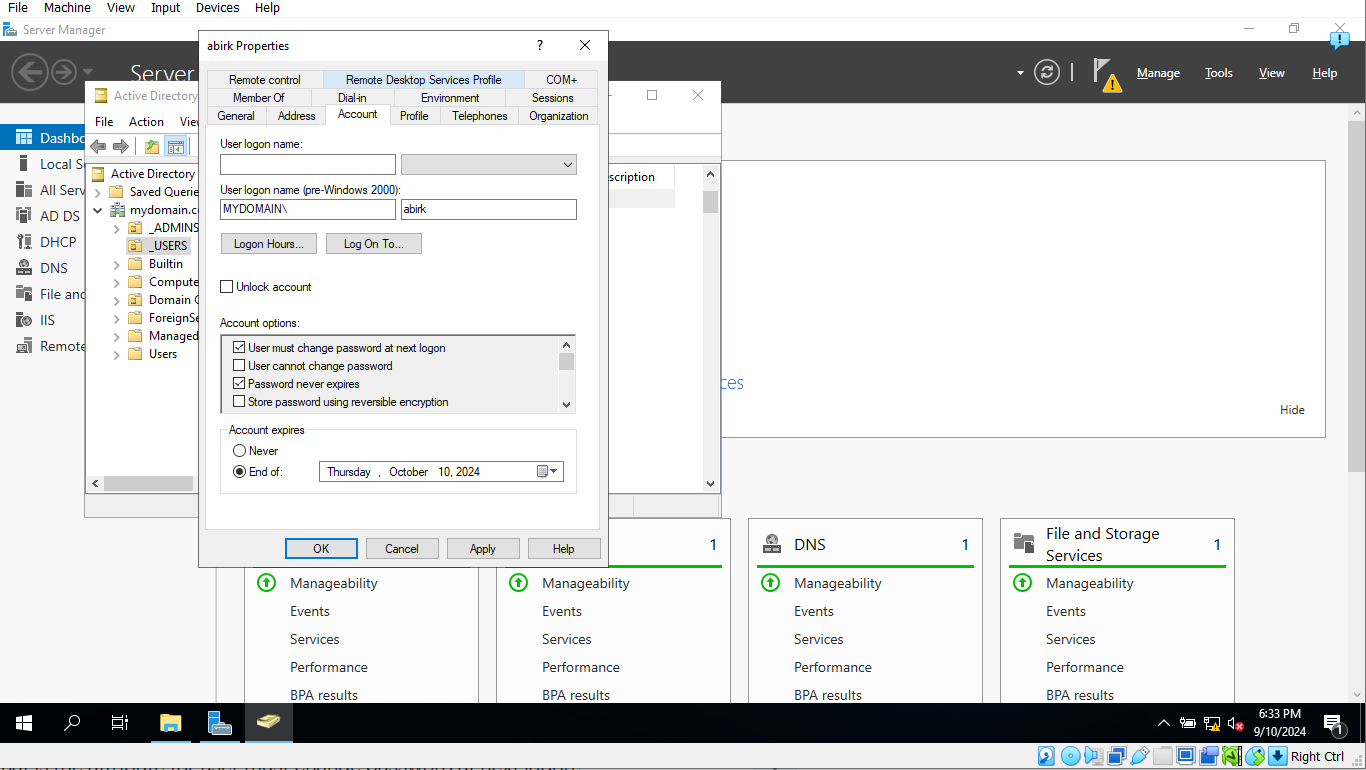 File Machine View Input Devices Help
Server Manager
Server
Manage Tools View Help
Dashbo
Local S
All Serv
AD DS
DHCP
DNS
File and
IIS
Remote
Active Directory
File Action Vie
Active Directory
Saved Querie
mydomain.c
_ADMINS
_USERS
Builtin
Compute
Domain C
ForeignSe
Managed
Users
scription
abirk Properties
?
Remote control Remote Desktop Services Profile COM+
Member Of Dial-in Environment Sessions
General Address Account Profile Telephones Organization
User logon name:
User logon name (pre-Windows 2000):
MYDOMAIN\ abirk
Logon Hours... Log On To...
Unlock account
Account options:
User must change password at next logon
User cannot change password
Password never expires
Store password using reversible encryption
Account expires
Never
End of: Thursday , October 10, 2024
OK Cancel Apply Help
ces
Hide
Manageability
Events
Services
Performance
BPA results
1
Manageability
Events
Services
Performance
BPA results
DNS 1
Manageability
Events
Services
Performance
BPA results
File and Storage
Services 1
Manageability
Events
Services
Performance
BPA results
6:33 PM
9/10/2024
1
Right Ctrl